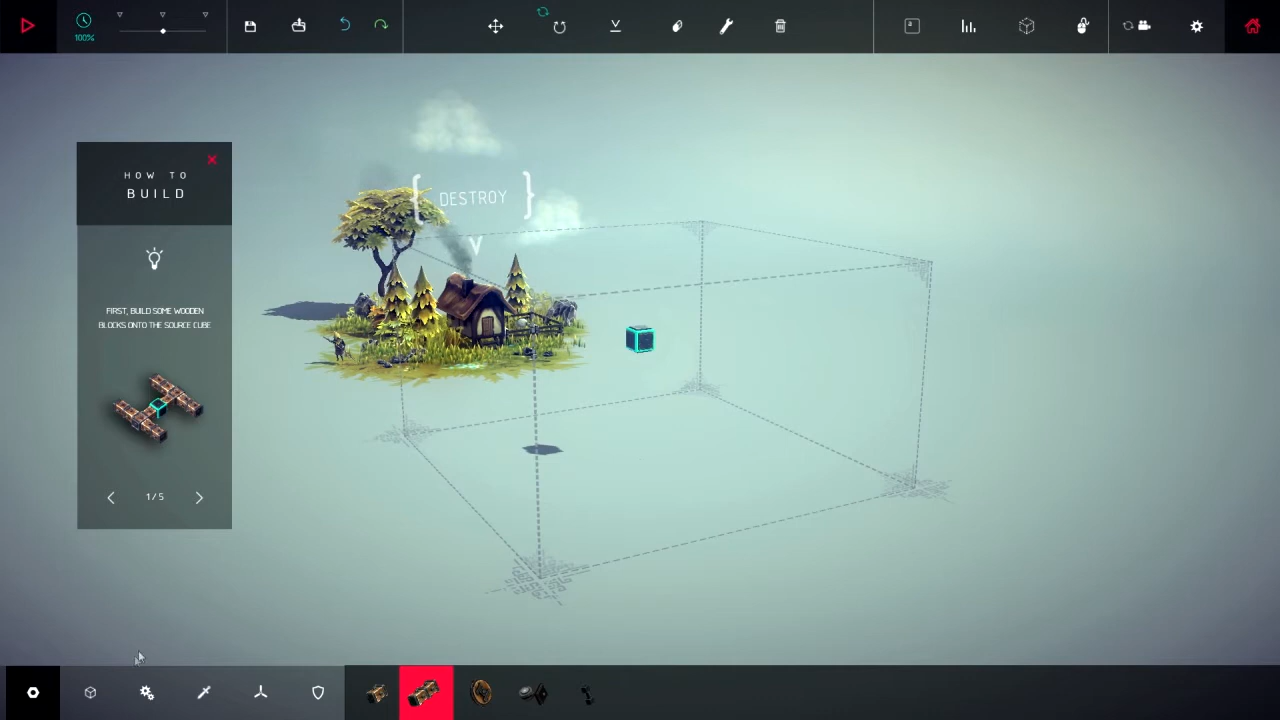 100%
HOW TO
BUILD
DESTROY
FIRST, BUILD SOME WOODEN
BLOCKS ONTO THE SOURCE CUBE
1/5